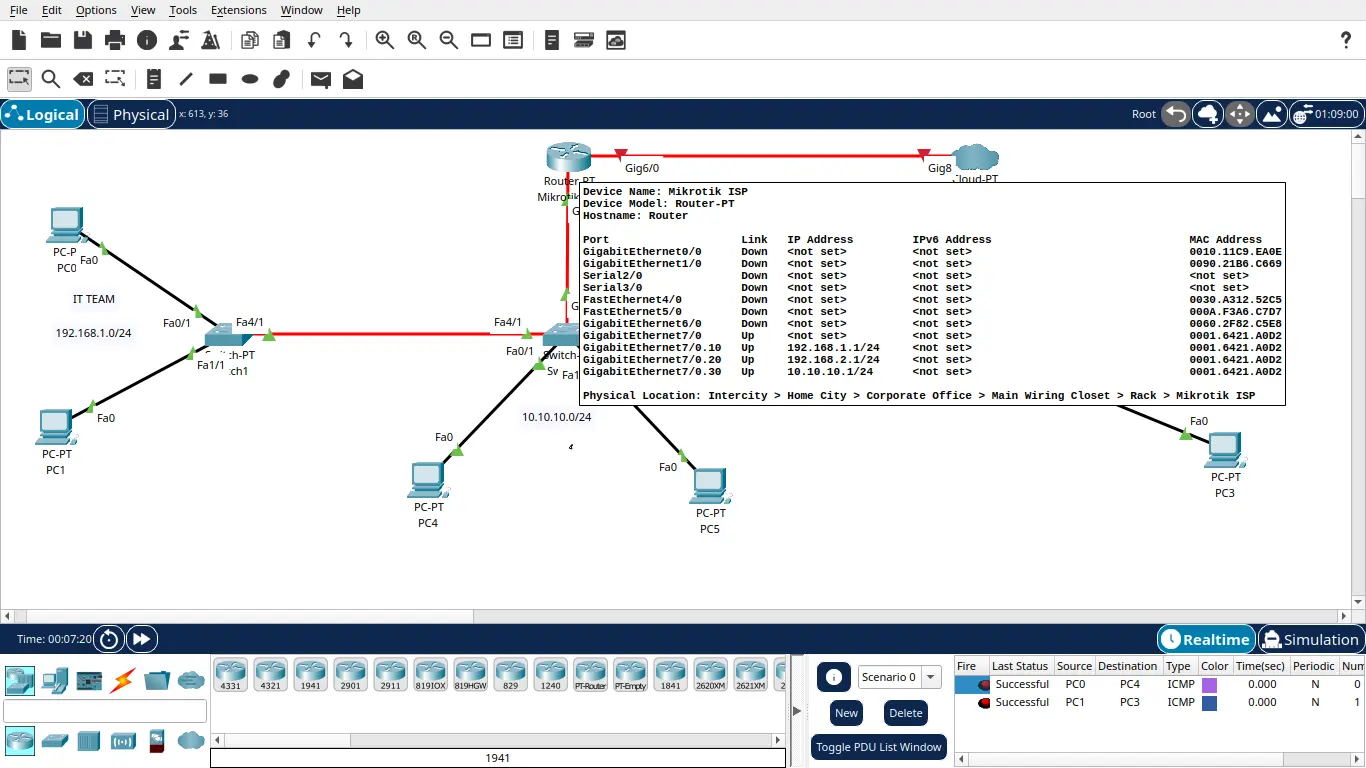 File Edit Options View Tools Extensions Window Help
Logical Physical x: 613, y: 36 Root 01:09:00
Gig6/0 Gig8
Router-PT
Mikrotik
Cloud-PT
G
Device Name: Mikrotik ISP
Device Model: Router-PT
Hostname: Router
Port Link IP Address IPv6 Address MAC Address
GigabitEthernet0/0 Down <not set> <not set> 0010.11C9.EA0E
GigabitEthernet1/0 Down <not set> <not set> 0090.21B6.C669
Serial2/0 Down <not set> <not set> <not set>
Serial3/0 Down <not set> <not set> <not set>
FastEthernet4/0 Down <not set> <not set> 0030.A312.52C5
FastEthernet5/0 Down <not set> <not set> 000A.F3A6.C7D7
GigabitEthernet6/0 Down <not set> <not set> 0060.2F82.C5E8
GigabitEthernet7/0 Up <not set> <not set> 0001.6421.A0D2
GigabitEthernet7/0.10 Up 192.168.1.1/24 <not set> 0001.6421.A0D2
GigabitEthernet7/0.20 Up 192.168.2.1/24 <not set> 0001.6421.A0D2
GigabitEthernet7/0.30 Up 10.10.10.1/24 <not set> 0001.6421.A0D2
Physical Location: Intercity > Home City > Corporate Office > Main Wiring Closet > Rack > Mikrotik ISP
PC-P
PC0
Fa0
IT TEAM
192.168.1.0/24
Fa0/1 Fa4/1
tch-PT
tch1
Fa1/1
Fa4/1
Fa0/1
Switch-
Sv
Fa1
G
10.10.10.0/24
Fa0
PC-PT
PC1
Fa0
PC-PT
PC4
Fa0
PC-PT
PC5
Fa0
PC-PT
PC3
Time: 00:07:20 Realtime Simulation
4331 4321 1941 2901 2911 819IOX 819HGW 829 1240 PT-Router PT-Empty 1841 2620XM 2621XM 2
1941
Scenario 0
New Delete
Toggle PDU List Window
Fire Last Status Source Destination Type Color Time(sec) Periodic Num
Successful PC0 PC4 ICMP 0.000 N 0
Successful PC1 PC3 ICMP 0.000 N 1